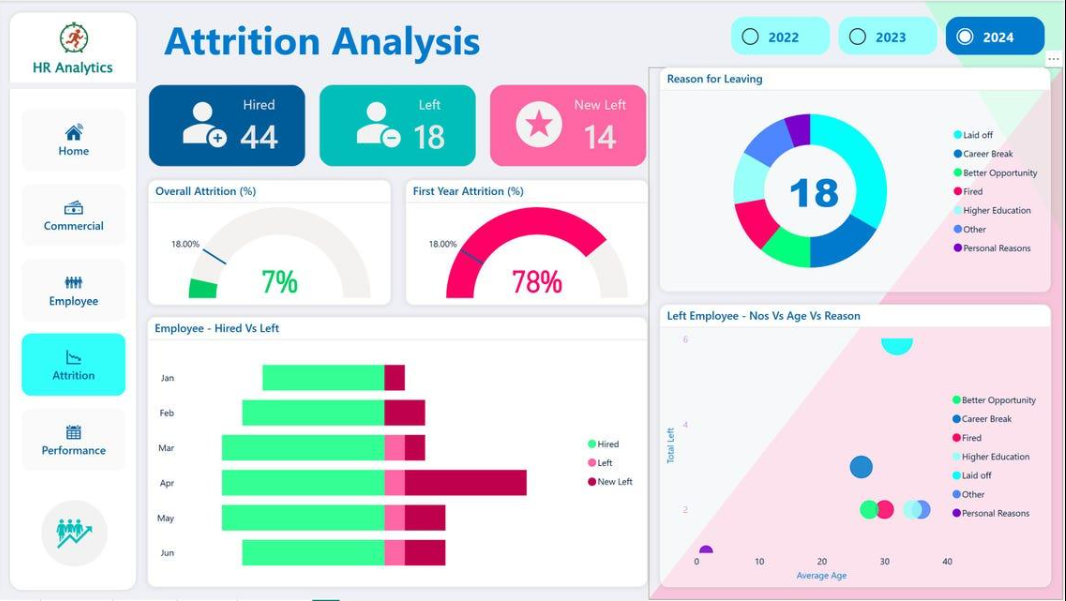 HR Analytics
Attrition Analysis
2022
2023
2024
Home
Commercial
Employee
Attrition
Performance
Hired
44
Left
18
New Left
14
Overall Attrition (%)
18.00%
7%
First Year Attrition (%)
18.00%
78%
Employee - Hired Vs Left
Jan
Feb
Mar
Apr
May
Jun
Hired
Left
New Left
Reason for Leaving
18
Laid off
Career Break
Better Opportunity
Fired
Higher Education
Other
Personal Reasons
Left Employee - Nos Vs Age Vs Reason
Total Left
6
4
2
0 10 20 30 40
Average Age
Better Opportunity
Career Break
Fired
Higher Education
Laid off
Other
Personal Reasons